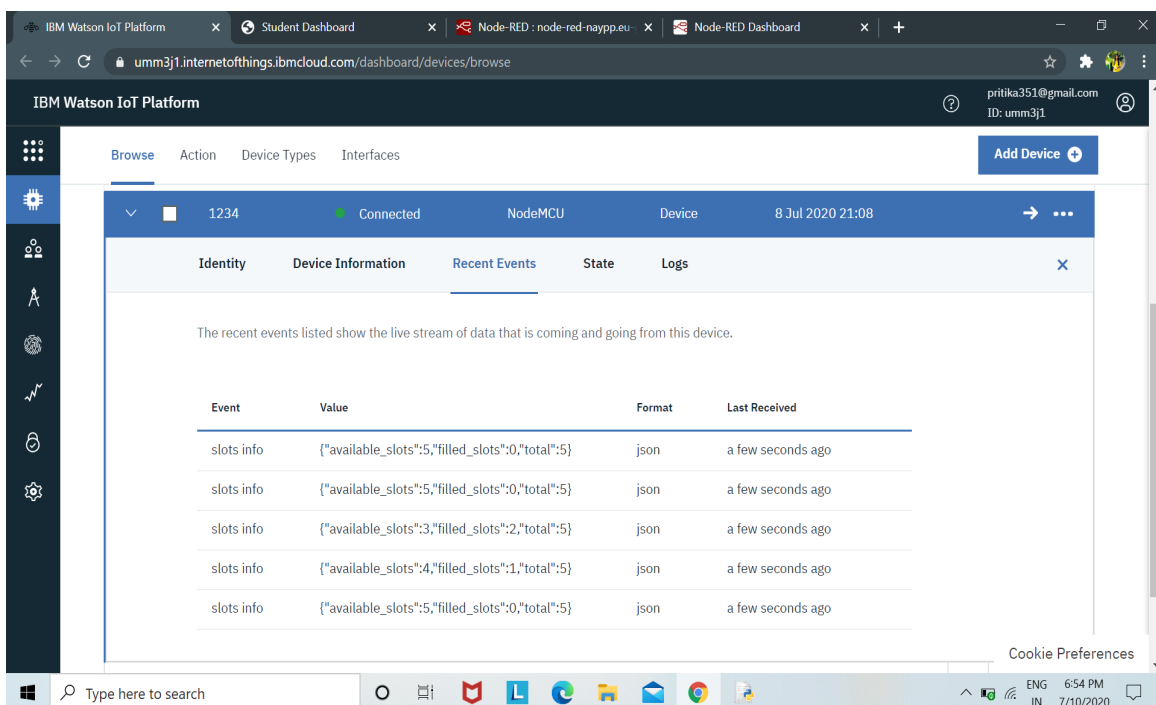 IBM Watson IoT Platform
Student Dashboard
Node-RED : node-red-naypp.eu-
Node-RED Dashboard
umm3j1.internetofthings.ibmcloud.com/dashboard/devices/browse
IBM Watson IoT Platform
pritika351@gmail.com
ID: umm3j1
Browse Action Device Types Interfaces
Add Device
1234 Connected NodeMCU Device 8 Jul 2020 21:08
Identity Device Information Recent Events State Logs
The recent events listed show the live stream of data that is coming and going from this device.
Event Value Format Last Received
slots info {"available_slots":5,"filled_slots":0,"total":5} json a few seconds ago
slots info {"available_slots":5,"filled_slots":0,"total":5} json a few seconds ago
slots info {"available_slots":3,"filled_slots":2,"total":5} json a few seconds ago
slots info {"available_slots":4,"filled_slots":1,"total":5} json a few seconds ago
slots info {"available_slots":5,"filled_slots":0,"total":5} json a few seconds ago
Cookie Preferences
Type here to search
L
ENG 6:54 PM
IN 7/10/2020